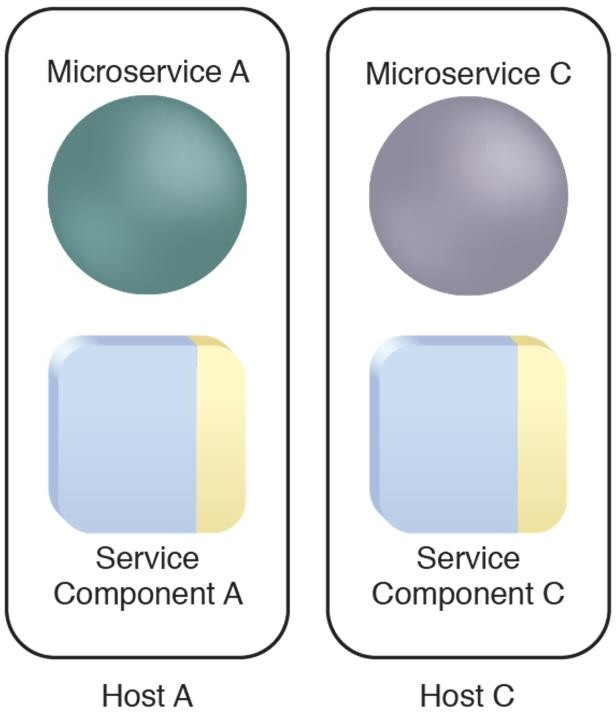 Microservice A
Service
Component A
Host A
Microservice C
Service
Component C
Host C